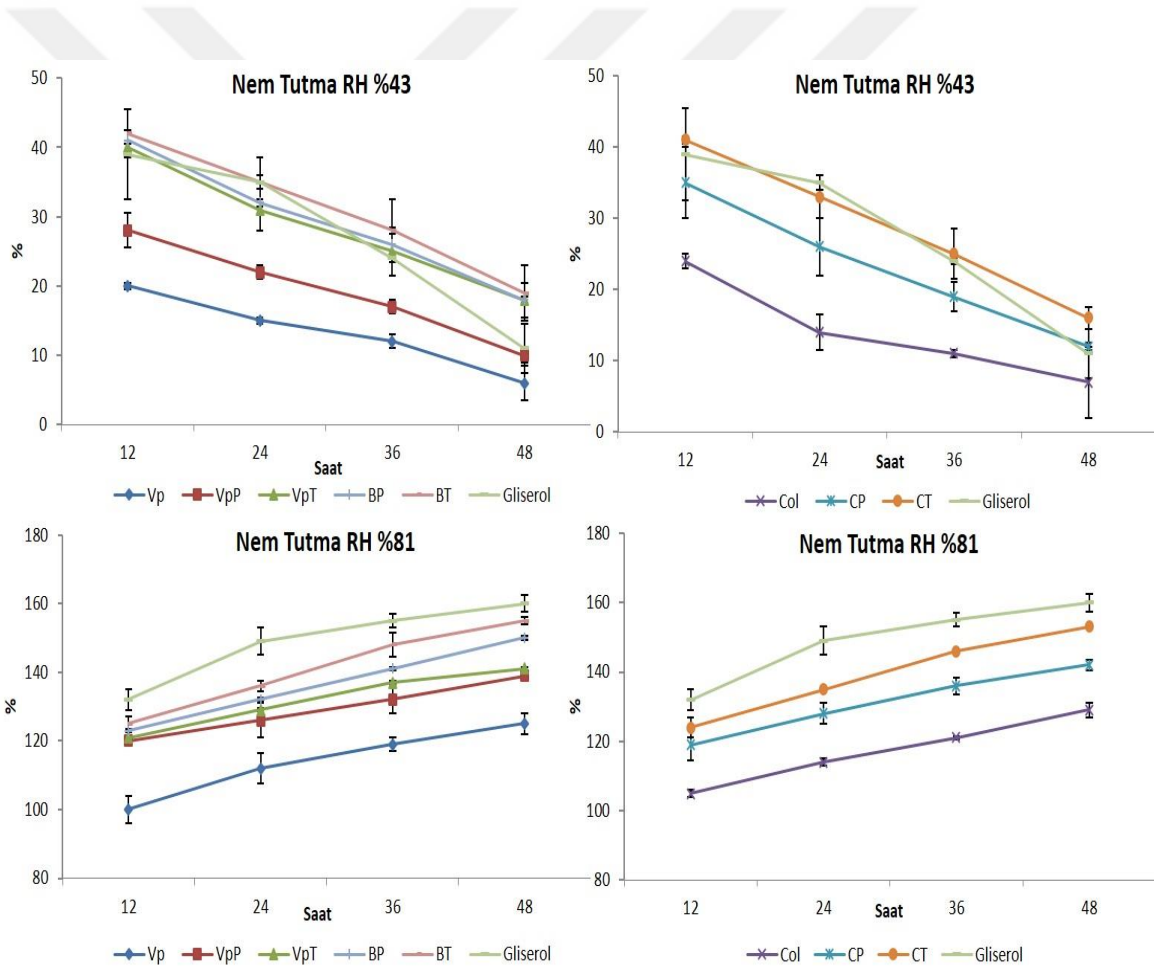 Nem Tutma RH %43
50
40
30
20
10
0
%
12 24 36 48
Saat
Vp VpP VpT BP BT Gliserol
Nem Tutma RH %43
50
40
30
20
10
0
%
12 24 36 48
Saat
Col CP CT Gliserol
Nem Tutma RH %81
180
160
140
120
100
80
%
12 24 36 48
Saat
Vp VpP VpT BP BT Gliserol
Nem Tutma RH %81
180
160
140
120
100
80
%
12 24 36 48
Saat
Col CP CT Gliserol